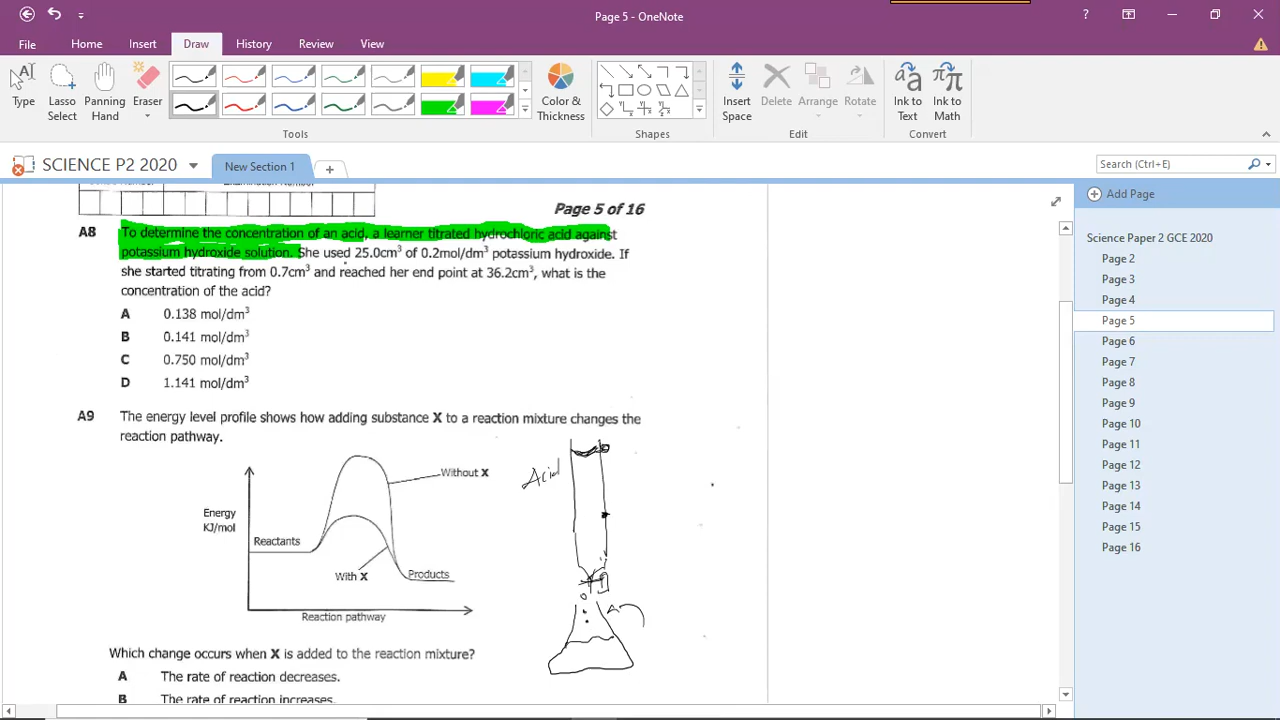 Page 5 - OneNote
?
File
Home
Insert
Draw
History
Review
View
Type
Lasso Select
Panning Hand
Eraser
Color & Thickness
Insert Space
Delete
Arrange
Rotate
Ink to Text
Ink to Math
Tools
Shapes
Edit
Convert
SCIENCE P2 2020
New Section 1
Search (Ctrl+E)
Add Page
Science Paper 2 GCE 2020
Page 2
Page 3
Page 4
Page 5
Page 6
Page 7
Page 8
Page 9
Page 10
Page 11
Page 12
Page 13
Page 14
Page 15
Page 16
Page 5 of 16
A8 To determine the concentration of an acid, a learner titrated hydrochloric acid against
potassium hydroxide solution. She used 25.0cm³ of 0.2mol/dm³ potassium hydroxide. If
she started titrating from 0.7cm³ and reached her end point at 36.2cm³, what is the
concentration of the acid?
A 0.138 mol/dm³
B 0.141 mol/dm³
C 0.750 mol/dm³
D 1.141 mol/dm³
A9 The energy level profile shows how adding substance X to a reaction mixture changes the
reaction pathway.
Without X
Energy
KJ/mol
Reactants
With X
Products
Reaction pathway
Acid
Which change occurs when X is added to the reaction mixture?
A The rate of reaction decreases.
B The rate of reaction increases.